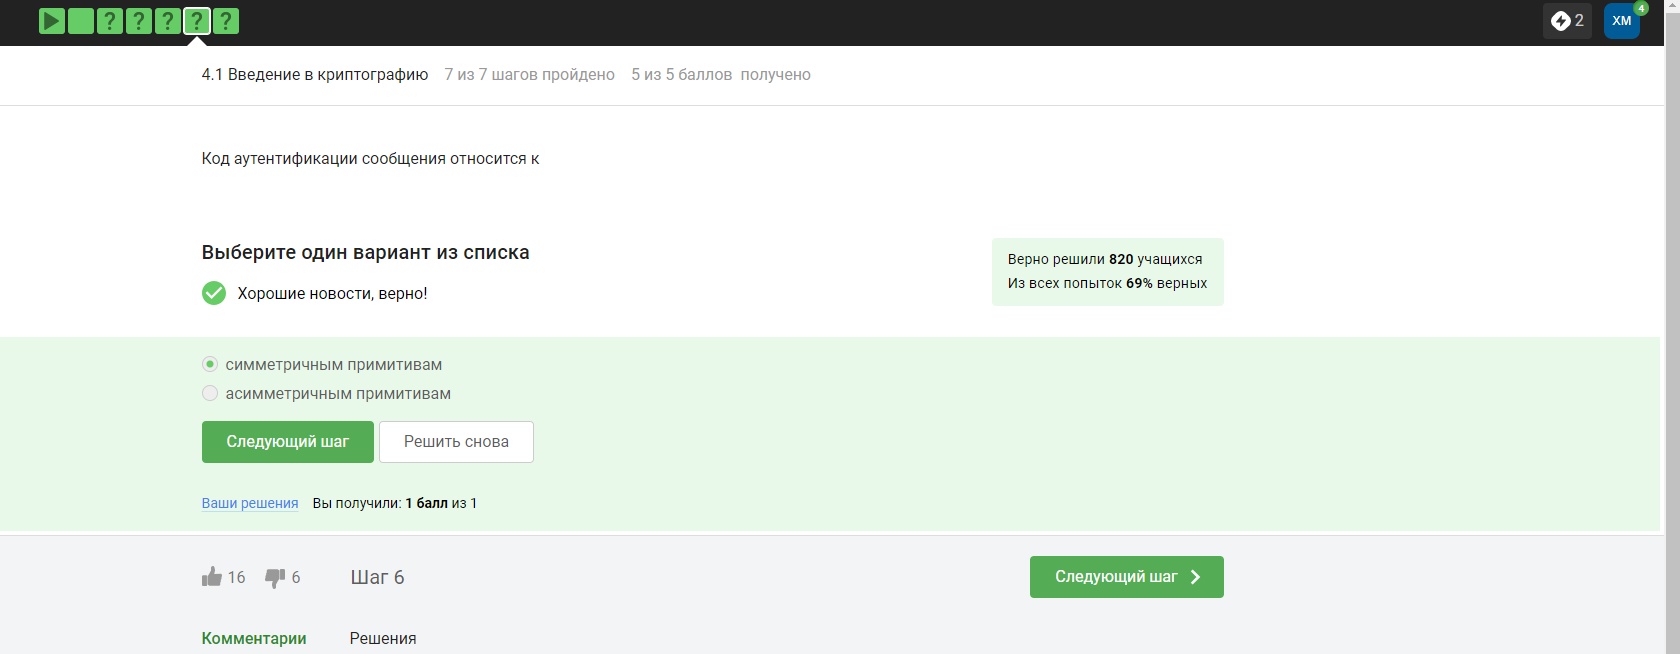 ? ? ? ? ?
2
XM
4
4.1 Введение в криптографию 7 из 7 шагов пройдено 5 из 5 баллов получено
Код аутентификации сообщения относится к
Выберите один вариант из списка
Хорошие новости, верно!
Верно решили 820 учащихся
Из всех попыток 69% верных
симметричным примитивам
асимметричным примитивам
Следующий шаг Решить снова
Ваши решения Вы получили: 1 балл из 1
16 6 Шаг 6
Следующий шаг
Комментарии Решения